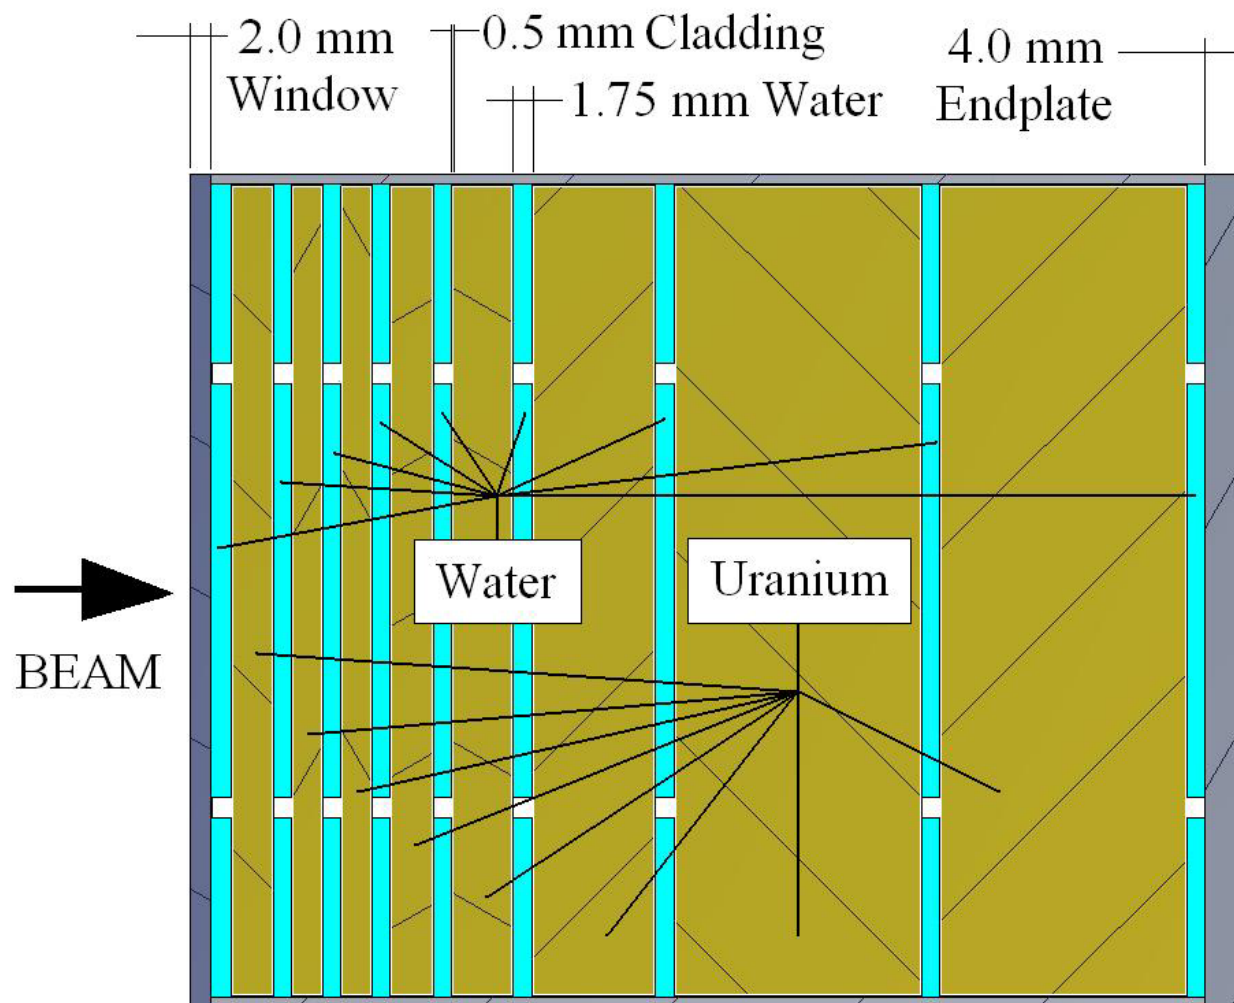 2.0 mm
Window
0.5 mm Cladding
1.75 mm Water
4.0 mm
Endplate
Water
Uranium
BEAM